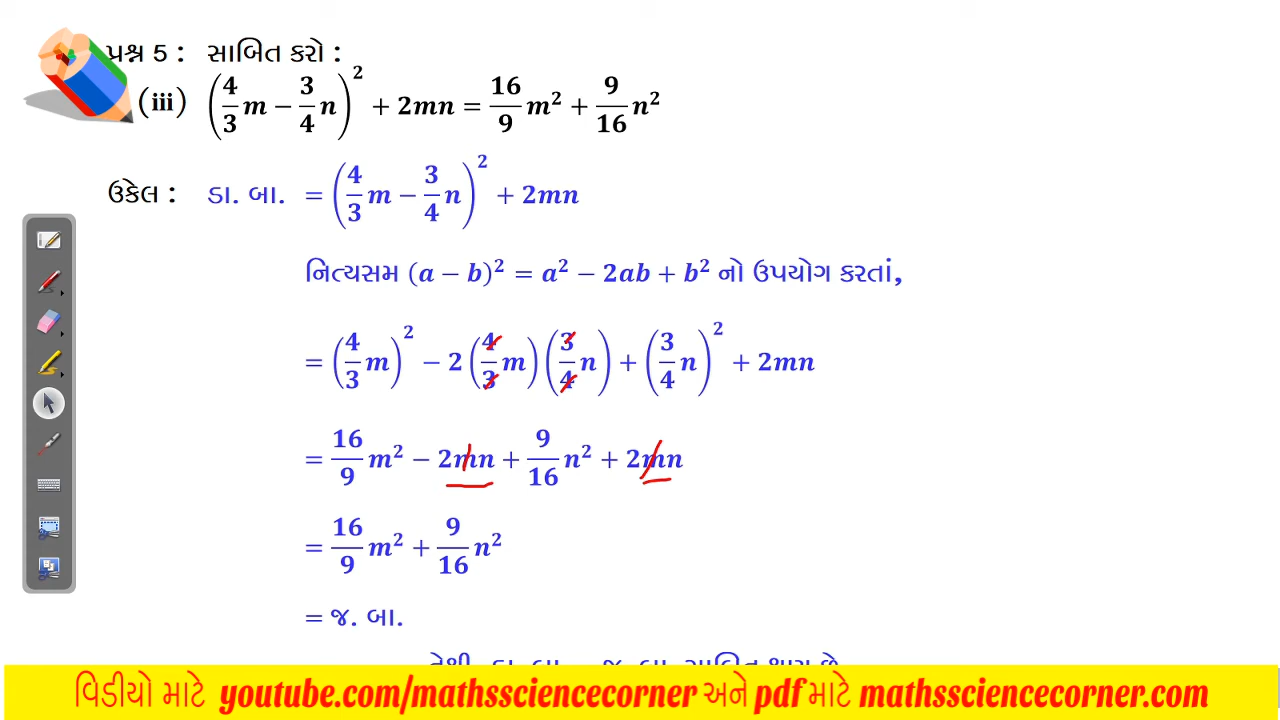 પ્રશ્ન 5 : સાબિત કરો :
(iii) (4/3 m − 3/4 n)² + 2mn = 16/9 m² + 9/16 n²
ઉકેલ : ડા. બા. = (4/3 m − 3/4 n)² + 2mn
નિત્યસમ (a − b)² = a² − 2ab + b² નો ઉપયોગ કરતાં,
= (4/3 m)² − 2 (4/3 m) (3/4 n) + (3/4 n)² + 2mn
= 16/9 m² − 2mn + 9/16 n² + 2mn
= 16/9 m² + 9/16 n²
= જ. બા.
વિડીયો માટે youtube.com/mathssciencecorner અને pdf માટે mathssciencecorner.com